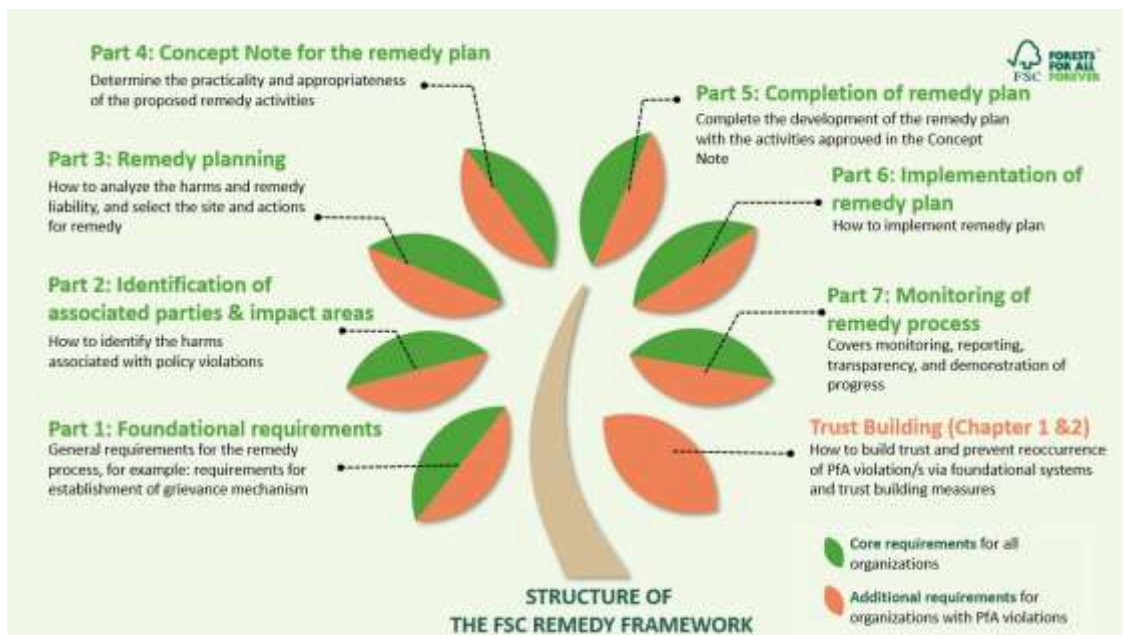 Part 4: Concept Note for the remedy plan
Determine the practicality and appropriateness
of the proposed remedy activities
FSC
FORESTS
FOR ALL
FOREVER
Part 5: Completion of remedy plan
Complete the development of the remedy plan
with the activities approved in the Concept
Note
Part 3: Remedy planning
How to analyze the harms and remedy
liability, and select the site and actions
for remedy
Part 6: Implementation of
remedy plan
How to implement remedy plan
Part 2: Identification of
associated parties & impact areas
How to identify the harms
associated with policy violations
Part 7: Monitoring of
remedy process
Covers monitoring, reporting,
transparency, and demonstration of
progress
Part 1: Foundational requirements
General requirements for the remedy
process, for example: requirements for
establishment of grievance mechanism
Trust Building (Chapter 1 &2)
How to build trust and prevent reoccurrence
of PfA violation/s via foundational systems
and trust building measures
Core requirements for all
organizations
Additional requirements for
organizations with PfA violations
STRUCTURE OF
THE FSC REMEDY FRAMEWORK